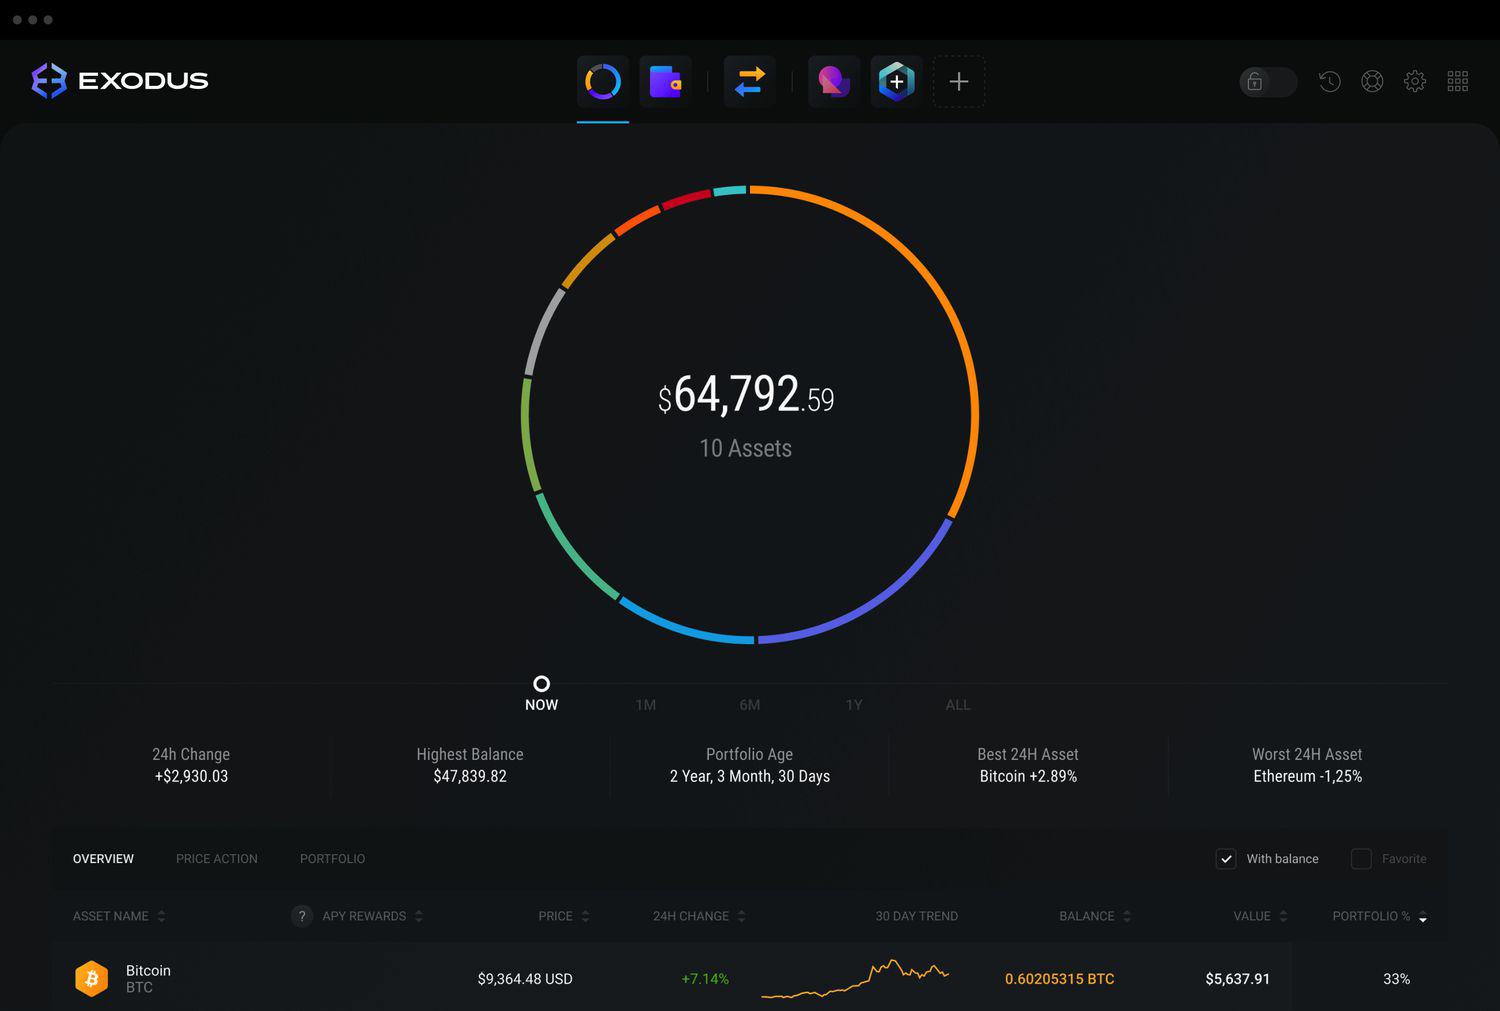 EXODUS
$64,792.59
10 Assets
NOW 1M 6M 1Y ALL
24h Change Highest Balance Portfolio Age Best 24H Asset Worst 24H Asset
+$2,930.03 $47,839.82 2 Year, 3 Month, 30 Days Bitcoin +2.89% Ethereum -1,25%
OVERVIEW PRICE ACTION PORTFOLIO With balance Favorite
ASSET NAME ? APY REWARDS PRICE 24H CHANGE 30 DAY TREND BALANCE VALUE PORTFOLIO %
Bitcoin
BTC
$9,364.48 USD +7.14% 0.60205315 BTC $5,637.91 33%